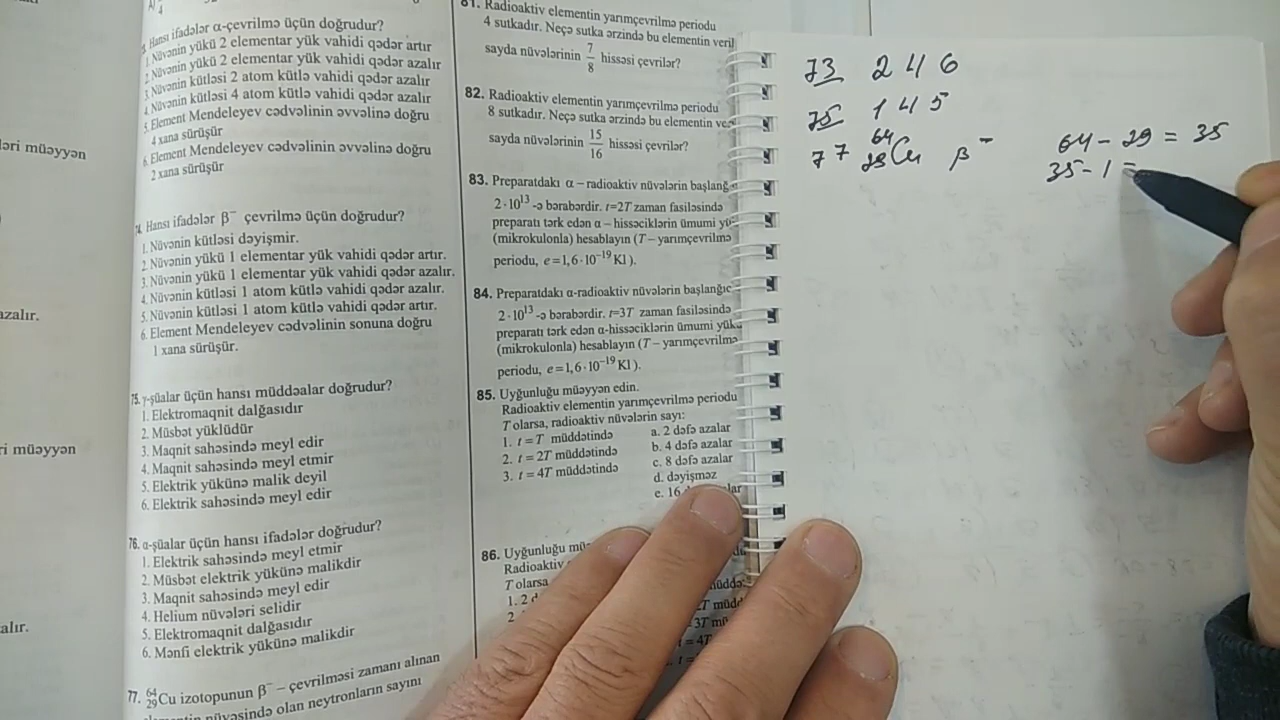 A) 4
əri müəyyən
azalır.
ri müəyyən
alır.
Hansı ifadələr α-çevrilmə üçün doğrudur?
1. Nüvənin yükü 2 elementar yük vahidi qədər artır
2. Nüvənin yükü 2 elementar yük vahidi qədər azalır
3. Nüvənin kütləsi 2 atom kütlə vahidi qədər azalır
4. Nüvənin kütləsi 4 atom kütlə vahidi qədər azalır
5. Element Mendeleyev cədvəlinin əvvəlinə doğru
4 xana sürüşür
6. Element Mendeleyev cədvəlinin əvvəlinə doğru
2 xana sürüşür
74. Hansı ifadələr β⁻ çevrilmə üçün doğrudur?
1. Nüvənin kütləsi dəyişmir.
2. Nüvənin yükü 1 elementar yük vahidi qədər artır.
3. Nüvənin yükü 1 elementar yük vahidi qədər azalır.
4. Nüvənin kütləsi 1 atom kütlə vahidi qədər azalır.
5. Nüvənin kütləsi 1 atom kütlə vahidi qədər artır.
6. Element Mendeleyev cədvəlinin sonuna doğru
1 xana sürüşür.
75. γ-şüalar üçün hansı müddəalar doğrudur?
1. Elektromaqnit dalğasıdır
2. Müsbət yüklüdür
3. Maqnit sahəsində meyl edir
4. Maqnit sahəsində meyl etmir
5. Elektrik yükünə malik deyil
6. Elektrik sahəsində meyl edir
76. α-şüalar üçün hansı ifadələr doğrudur?
1. Elektrik sahəsində meyl etmir
2. Müsbət elektrik yükünə malikdir
3. Maqnit sahəsində meyl edir
4. Helium nüvələri selidir
5. Elektromaqnit dalğasıdır
6. Mənfi elektrik yükünə malikdir
77. ⁶⁴₂₉Cu izotopunun β⁻ – çevrilməsi zamanı alınan
nüvəsində olan neytronların sayını
81. Radioaktiv elementin yarımçevrilmə periodu
4 sutkadır. Neçə sutka ərzində bu elementin veril
sayda nüvələrinin 7/8 hissəsi çevrilər?
82. Radioaktiv elementin yarımçevrilmə periodu
8 sutkadır. Neçə sutka ərzində bu elementin ve
sayda nüvələrinin 15/16 hissəsi çevrilər?
83. Preparatdakı α – radioaktiv nüvələrin başlanğ
2·10¹³ -ə bərabərdir. t=2T zaman fasiləsində
preparatı tərk edən α – hissəciklərin ümumi yü
(mikrokulonla) hesablayın (T – yarımçevrilmə
periodu, e=1,6·10⁻¹⁹ Kl ).
84. Preparatdakı α-radioaktiv nüvələrin başlanğıc
2·10¹³ -ə bərabərdir. t=3T zaman fasiləsində
preparatı tərk edən α-hissəciklərin ümumi yükü
(mikrokulonla) hesablayın (T – yarımçevrilmə
periodu, e=1,6·10⁻¹⁹ Kl ).
85. Uyğunluğu müəyyən edin.
Radioaktiv elementin yarımçevrilmə periodu
T olarsa, radioaktiv nüvələrin sayı:
1. t = T müddətində a. 2 dəfə azalar
2. t = 2T müddətində b. 4 dəfə azalar
3. t = 4T müddətində c. 8 dəfə azalar
d. dəyişməz
e. 16
86. Uyğunluğu mü
Radioaktiv
T olarsa
1. 2 d
2.
73 2 4 6
75 1 4 5
77 ⁶⁴₂₉Cu β⁻ 64 - 29 = 35
35 - 1 =